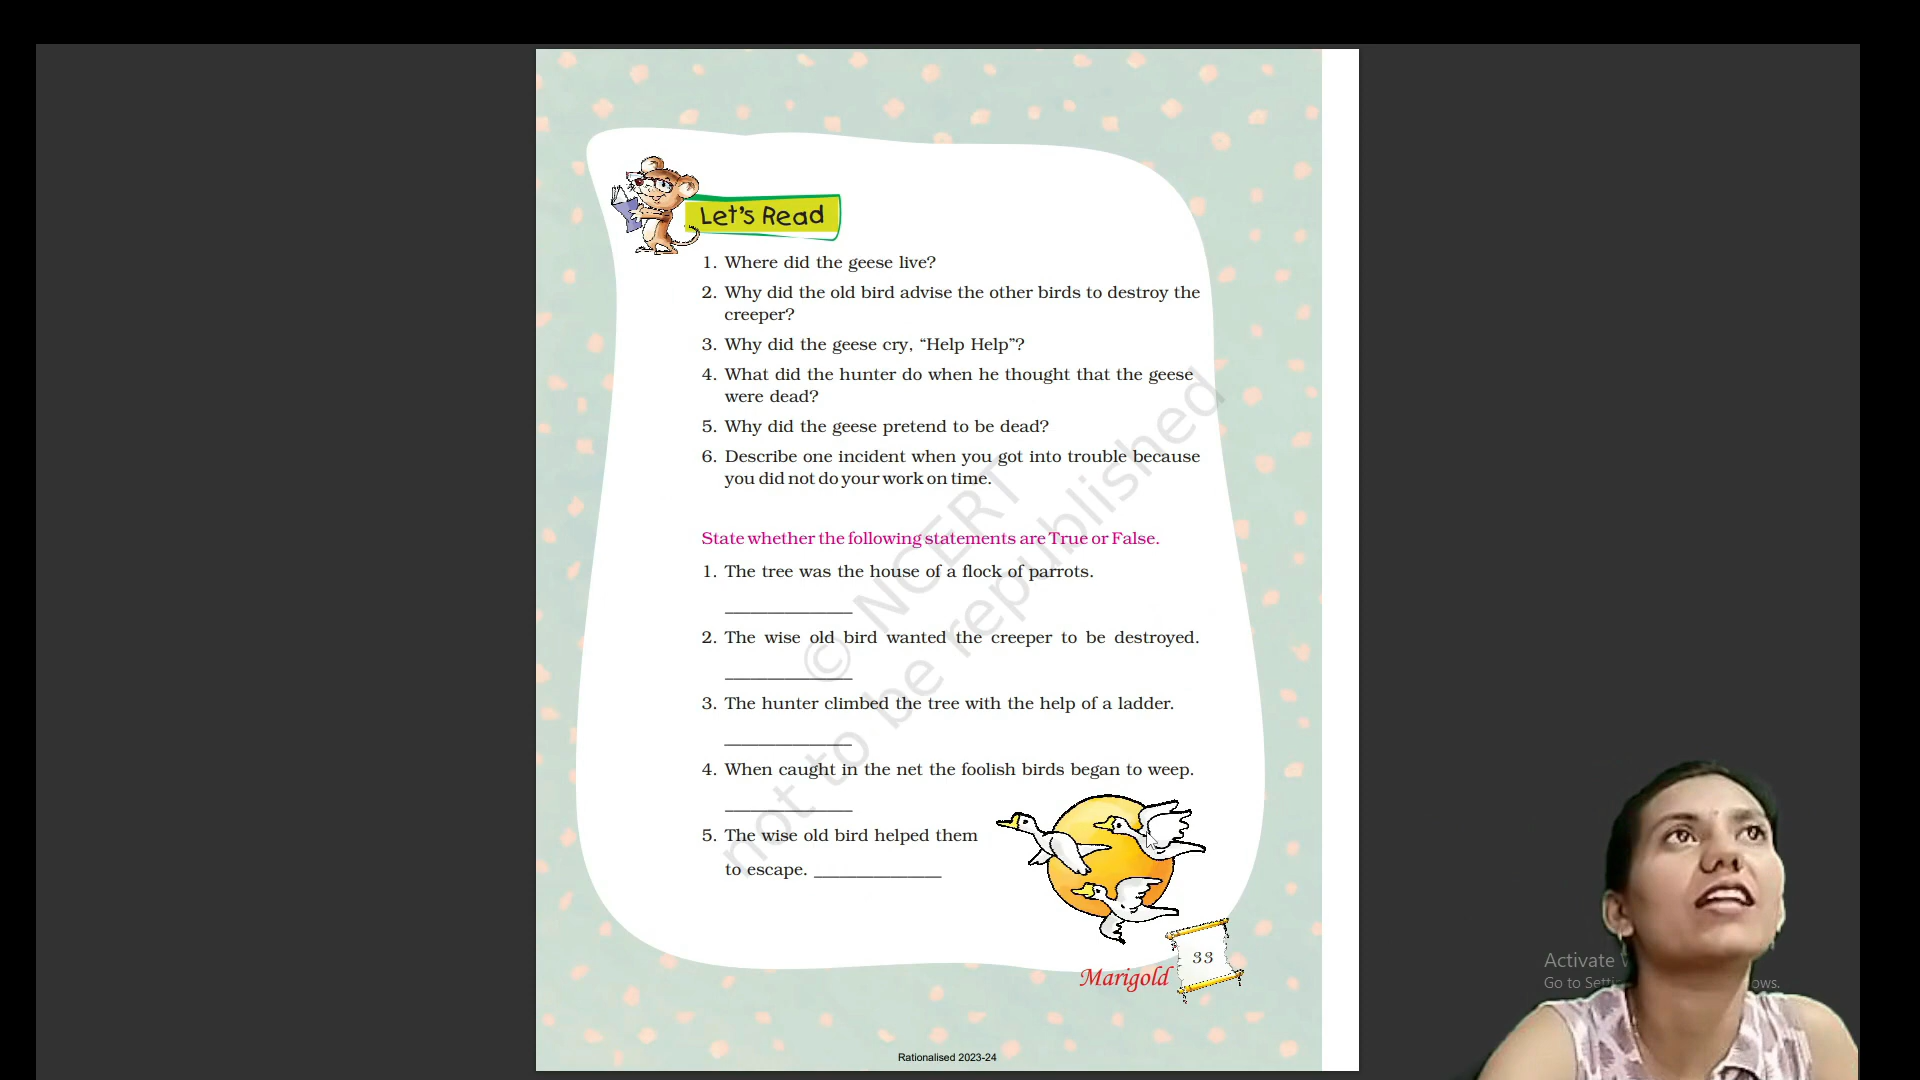 Let's Read
1. Where did the geese live?
2. Why did the old bird advise the other birds to destroy the
creeper?
3. Why did the geese cry, “Help Help”?
4. What did the hunter do when he thought that the geese
were dead?
5. Why did the geese pretend to be dead?
6. Describe one incident when you got into trouble because
you did not do your work on time.
State whether the following statements are True or False.
1. The tree was the house of a flock of parrots.
2. The wise old bird wanted the creeper to be destroyed.
3. The hunter climbed the tree with the help of a ladder.
4. When caught in the net the foolish birds began to weep.
5. The wise old bird helped them
to escape.
© NCERT
not to be republished
Marigold
33
Rationalised 2023-24
Activate
Go to